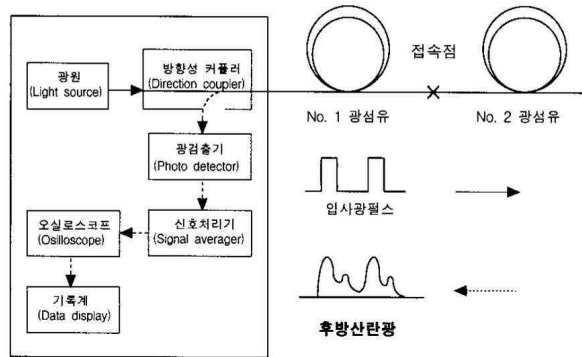 광원
(Light source)
방향성 커플러
(Direction coupler)
접속점
No. 1 광섬유
No. 2 광섬유
광검출기
(Photo detector)
입사광펄스
오실로스코프
(Osilloscope)
신호처리기
(Signal averager)
기록계
(Data display)
후방산란광